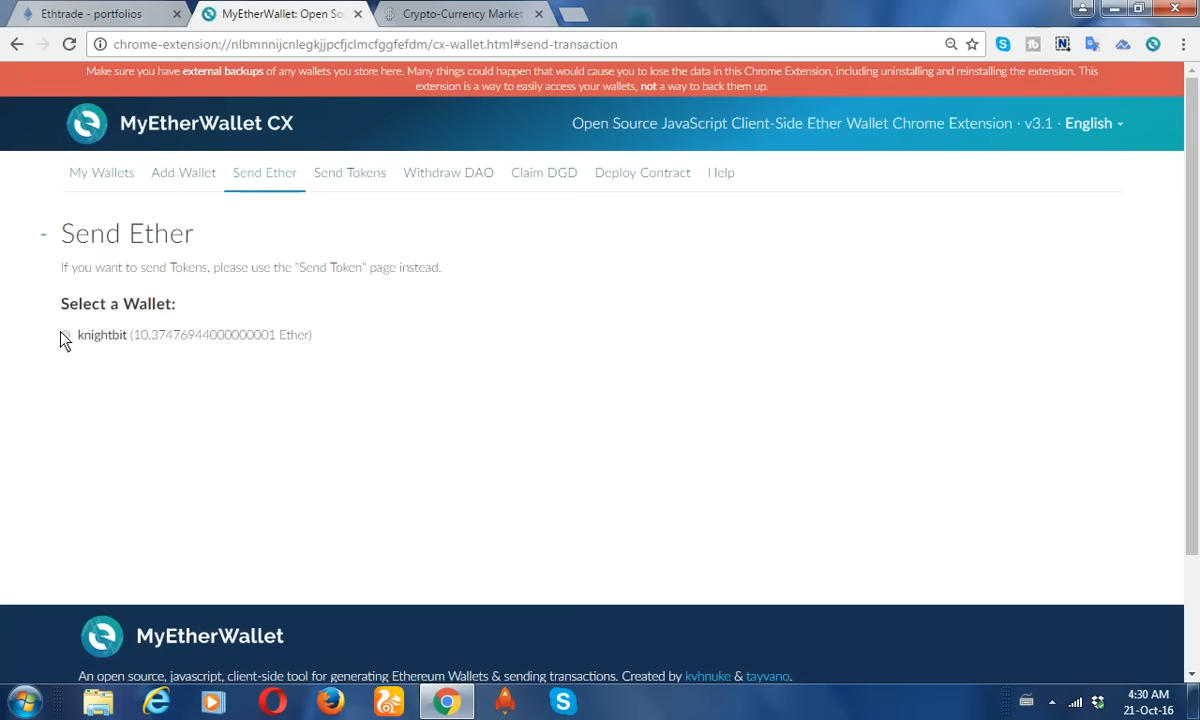 Ethtrade - portfolios
MyEtherWallet: Open So
Crypto-Currency Market
chrome-extension://nlbmnnijcnlegkjjpcfjclmcfggfefdm/cx-wallet.html#send-transaction
Make sure you have external backups of any wallets you store here. Many things could happen that would cause you to lose the data in this Chrome Extension, including uninstalling and reinstalling the extension. This
extension is a way to easily access your wallets, not a way to back them up.
MyEtherWallet CX
Open Source JavaScript Client-Side Ether Wallet Chrome Extension · v3.1 · English
My Wallets Add Wallet Send Ether Send Tokens Withdraw DAO Claim DGD Deploy Contract Help
- Send Ether
If you want to send Tokens, please use the "Send Token" page instead.
Select a Wallet:
knightbit (10.37476944000000001 Ether)
MyEtherWallet
An open source, javascript, client-side tool for generating Ethereum Wallets & sending transactions. Created by kvhnuke & tayvano.
4:30 AM
21-Oct-16